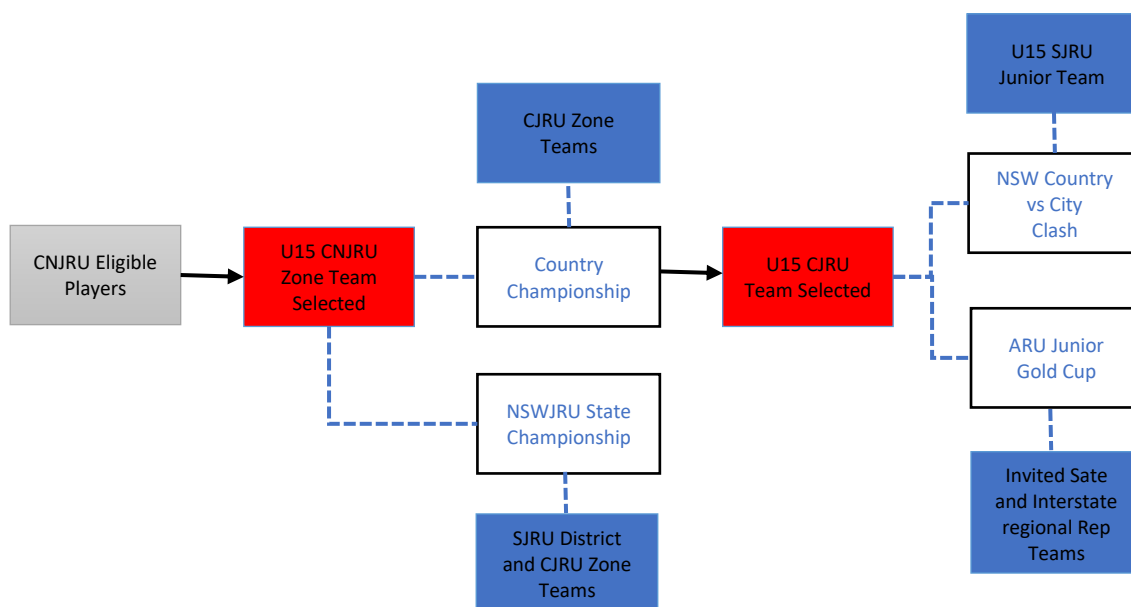 U15 SJRU
Junior Team
CJRU Zone
Teams
NSW Country
vs City
Clash
CNJRU Eligible
Players
U15 CNJRU
Zone Team
Selected
Country
Championship
U15 CJRU
Team Selected
ARU Junior
Gold Cup
NSWJRU State
Championship
Invited Sate
and Interstate
regional Rep
Teams
SJRU District
and CJRU Zone
Teams